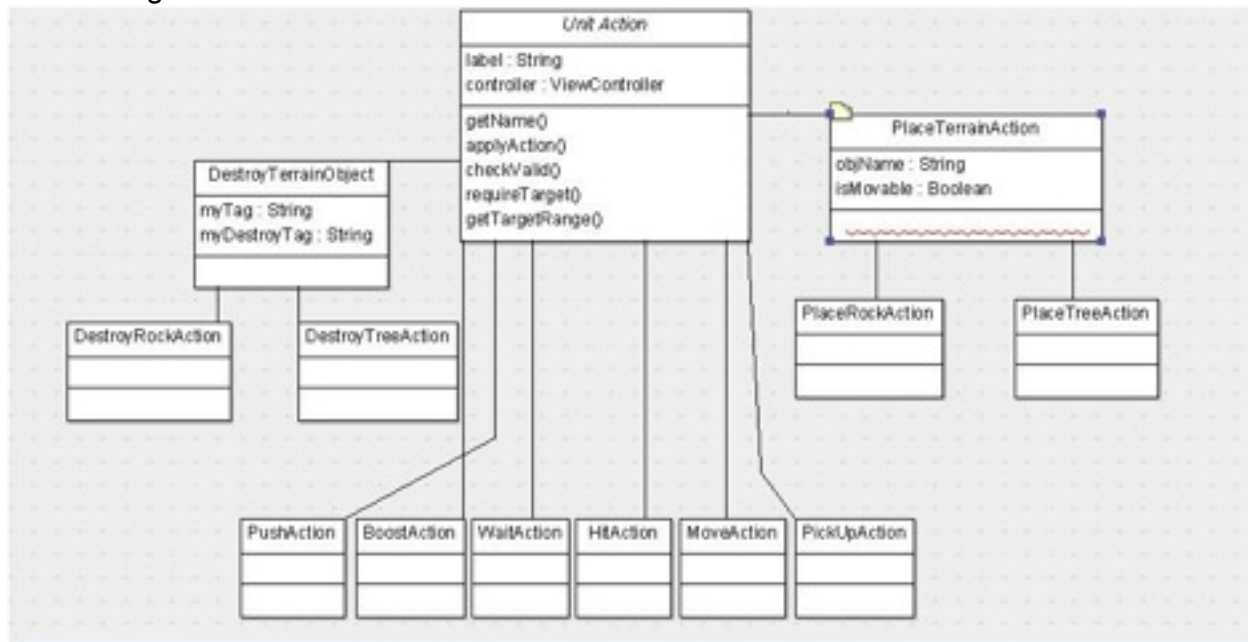 Unit Action
label : String
controller : ViewController
getName()
applyAction()
checkValid()
requireTarget()
getTargetRange()
PlaceTerrainAction
objName : String
isMovable : Boolean
DestroyTerrainObject
myTag : String
myDestroyTag : String
DestroyRockAction
DestroyTreeAction
PlaceRockAction
PlaceTreeAction
PushAction
BoostAction
WaitAction
HitAction
MoveAction
PickUpAction